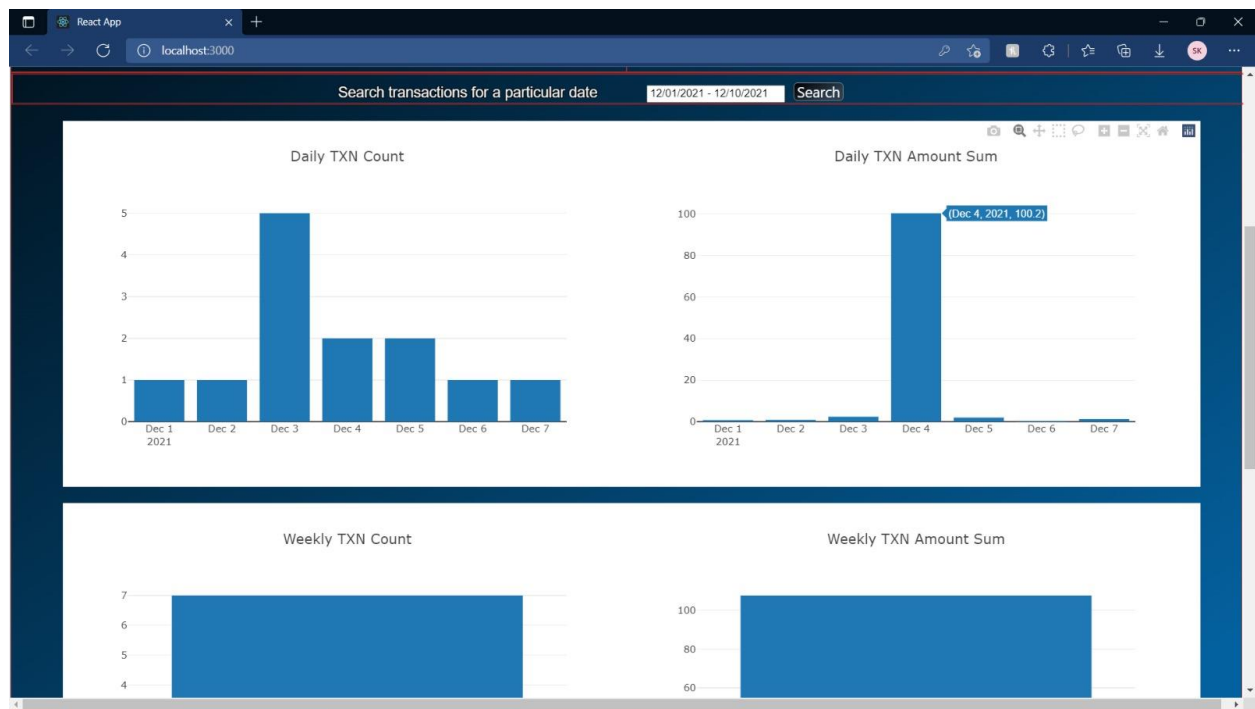 React App
localhost:3000
SK
Search transactions for a particular date 12/01/2021 - 12/10/2021 Search
Daily TXN Count
5
4
3
2
1
0
Dec 1 Dec 2 Dec 3 Dec 4 Dec 5 Dec 6 Dec 7
2021
Daily TXN Amount Sum
100
80
60
40
20
0
(Dec 4, 2021, 100.2)
Dec 1 Dec 2 Dec 3 Dec 4 Dec 5 Dec 6 Dec 7
2021
Weekly TXN Count
7
6
5
4
Weekly TXN Amount Sum
100
80
60